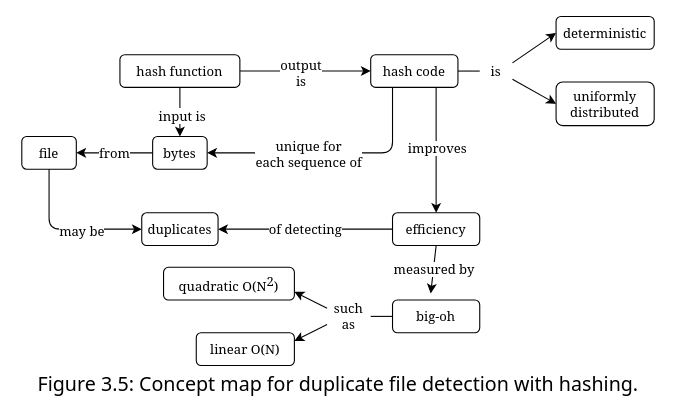 deterministic
hash function
output
is
hash code
is
uniformly
distributed
input is
file
from
bytes
unique for
each sequence of
improves
may be
duplicates
of detecting
efficiency
measured by
quadratic O(N²)
such
as
big-oh
linear O(N)
Figure 3.5: Concept map for duplicate file detection with hashing.